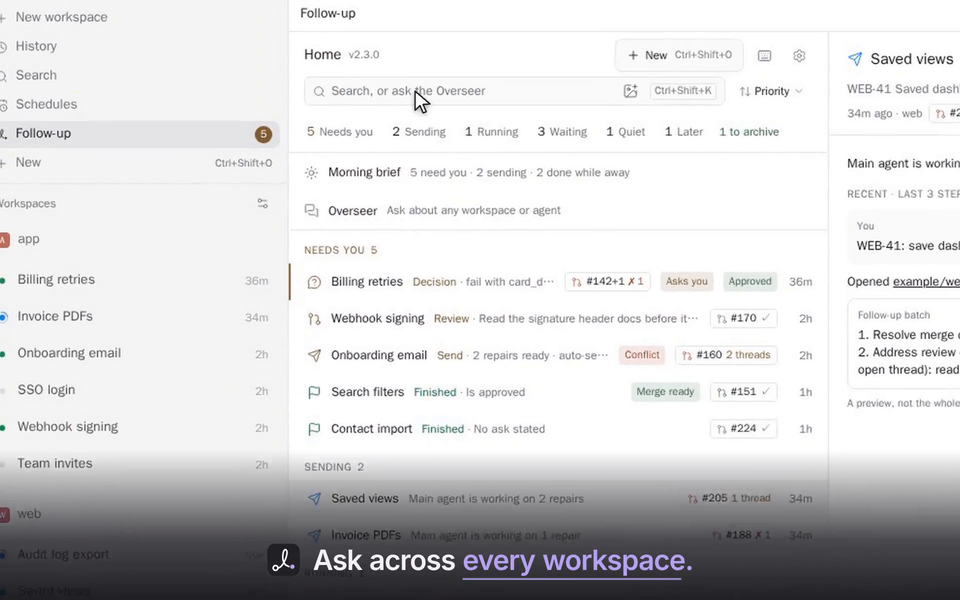 New workspace
History
Search
Schedules
Follow-up 5
New Ctrl+Shift+O
Workspaces
A app
Billing retries 36m
Invoice PDFs 34m
Onboarding email 2h
SSO login 2h
Webhook signing 2h
Team invites 2h
W web
Audit log export
Follow-up
Home v2.3.0
New Ctrl+Shift+O
Search, or ask the Overseer Ctrl+Shift+K Priority
5 Needs you 2 Sending 1 Running 3 Waiting 1 Quiet 1 Later 1 to archive
Morning brief 5 need you · 2 sending · 2 done while away
Overseer Ask about any workspace or agent
NEEDS YOU 5
Billing retries Decision · fail with card_d··· #142+1 ✗ 1 Asks you Approved 36m
Webhook signing Review · Read the signature header docs before it··· #170 ✓ 2h
Onboarding email Send · 2 repairs ready · auto-se··· Conflict #160 2 threads 2h
Search filters Finished · Is approved Merge ready #151 ✓ 1h
Contact import Finished · No ask stated #224 ✓ 1h
SENDING 2
Saved views Main agent is working on 2 repairs #205 1 thread 34m
Invoice PDFs Main agent is working on 1 repair #188 ✗ 1 34m
Saved views
WEB-41 Saved dash
34m ago · web #2
Main agent is workin
RECENT · LAST 3 STE
You
WEB-41: save dash
Opened example/we
Follow-up batch
1. Resolve merge c
2. Address review
open thread): read
A preview, not the whole
Ask across every workspace.